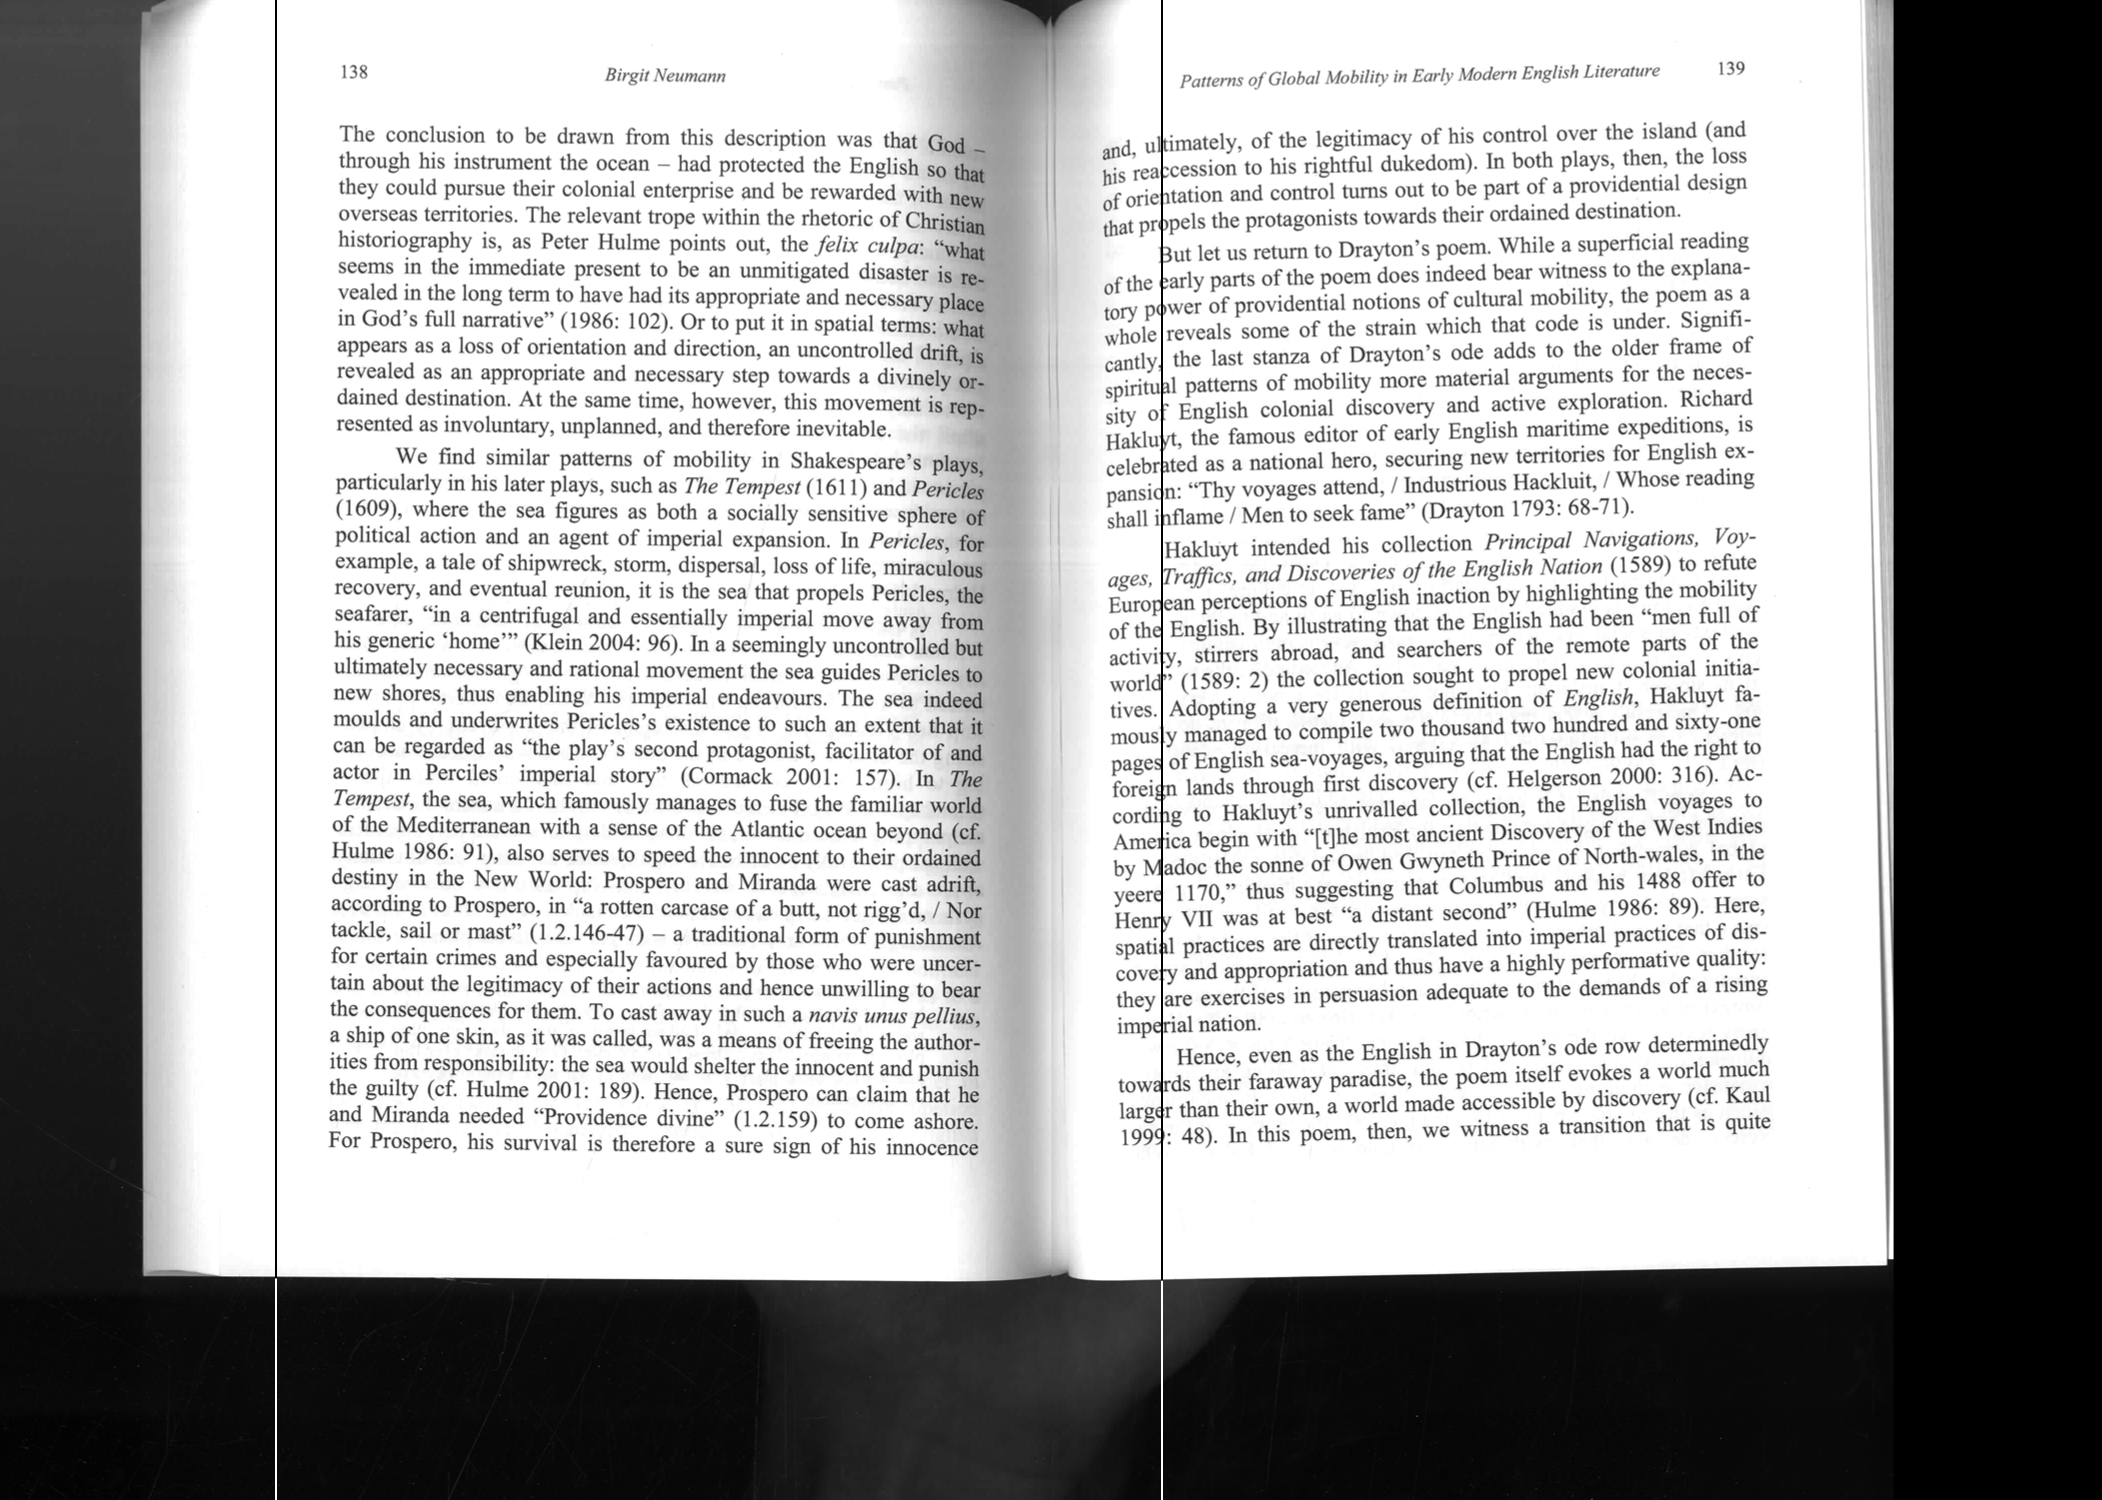 138
Birgit Neumann
The conclusion to be drawn from this description was that God –
through his instrument the ocean – had protected the English so that
they could pursue their colonial enterprise and be rewarded with new
overseas territories. The relevant trope within the rhetoric of Christian
historiography is, as Peter Hulme points out, the felix culpa: “what
seems in the immediate present to be an unmitigated disaster is re-
vealed in the long term to have had its appropriate and necessary place
in God’s full narrative” (1986: 102). Or to put it in spatial terms: what
appears as a loss of orientation and direction, an uncontrolled drift, is
revealed as an appropriate and necessary step towards a divinely or-
dained destination. At the same time, however, this movement is rep-
resented as involuntary, unplanned, and therefore inevitable.
We find similar patterns of mobility in Shakespeare’s plays,
particularly in his later plays, such as The Tempest (1611) and Pericles
(1609), where the sea figures as both a socially sensitive sphere of
political action and an agent of imperial expansion. In Pericles, for
example, a tale of shipwreck, storm, dispersal, loss of life, miraculous
recovery, and eventual reunion, it is the sea that propels Pericles, the
seafarer, “in a centrifugal and essentially imperial move away from
his generic ‘home’” (Klein 2004: 96). In a seemingly uncontrolled but
ultimately necessary and rational movement the sea guides Pericles to
new shores, thus enabling his imperial endeavours. The sea indeed
moulds and underwrites Pericles’s existence to such an extent that it
can be regarded as “the play’s second protagonist, facilitator of and
actor in Perciles’ imperial story” (Cormack 2001: 157). In The
Tempest, the sea, which famously manages to fuse the familiar world
of the Mediterranean with a sense of the Atlantic ocean beyond (cf.
Hulme 1986: 91), also serves to speed the innocent to their ordained
destiny in the New World: Prospero and Miranda were cast adrift,
according to Prospero, in “a rotten carcase of a butt, not rigg’d, / Nor
tackle, sail or mast” (1.2.146-47) – a traditional form of punishment
for certain crimes and especially favoured by those who were uncer-
tain about the legitimacy of their actions and hence unwilling to bear
the consequences for them. To cast away in such a navis unus pellius,
a ship of one skin, as it was called, was a means of freeing the author-
ities from responsibility: the sea would shelter the innocent and punish
the guilty (cf. Hulme 2001: 189). Hence, Prospero can claim that he
and Miranda needed “Providence divine” (1.2.159) to come ashore.
For Prospero, his survival is therefore a sure sign of his innocence
Patterns of Global Mobility in Early Modern English Literature
139
and, ultimately, of the legitimacy of his control over the island (and
his reaccession to his rightful dukedom). In both plays, then, the loss
of orientation and control turns out to be part of a providential design
that propels the protagonists towards their ordained destination.
But let us return to Drayton’s poem. While a superficial reading
of the early parts of the poem does indeed bear witness to the explana-
tory power of providential notions of cultural mobility, the poem as a
whole reveals some of the strain which that code is under. Signifi-
cantly, the last stanza of Drayton’s ode adds to the older frame of
spiritual patterns of mobility more material arguments for the neces-
sity of English colonial discovery and active exploration. Richard
Hakluyt, the famous editor of early English maritime expeditions, is
celebrated as a national hero, securing new territories for English ex-
pansion: “Thy voyages attend, / Industrious Hackluit, / Whose reading
shall inflame / Men to seek fame” (Drayton 1793: 68-71).
Hakluyt intended his collection Principal Navigations, Voy-
ages, Traffics, and Discoveries of the English Nation (1589) to refute
European perceptions of English inaction by highlighting the mobility
of the English. By illustrating that the English had been “men full of
activity, stirrers abroad, and searchers of the remote parts of the
world” (1589: 2) the collection sought to propel new colonial initia-
tives. Adopting a very generous definition of English, Hakluyt fa-
mously managed to compile two thousand two hundred and sixty-one
pages of English sea-voyages, arguing that the English had the right to
foreign lands through first discovery (cf. Helgerson 2000: 316). Ac-
cording to Hakluyt’s unrivalled collection, the English voyages to
America begin with “[t]he most ancient Discovery of the West Indies
by Madoc the sonne of Owen Gwyneth Prince of North-wales, in the
yeere 1170,” thus suggesting that Columbus and his 1488 offer to
Henry VII was at best “a distant second” (Hulme 1986: 89). Here,
spatial practices are directly translated into imperial practices of dis-
covery and appropriation and thus have a highly performative quality:
they are exercises in persuasion adequate to the demands of a rising
imperial nation.
Hence, even as the English in Drayton’s ode row determinedly
towards their faraway paradise, the poem itself evokes a world much
larger than their own, a world made accessible by discovery (cf. Kaul
1999: 48). In this poem, then, we witness a transition that is quite